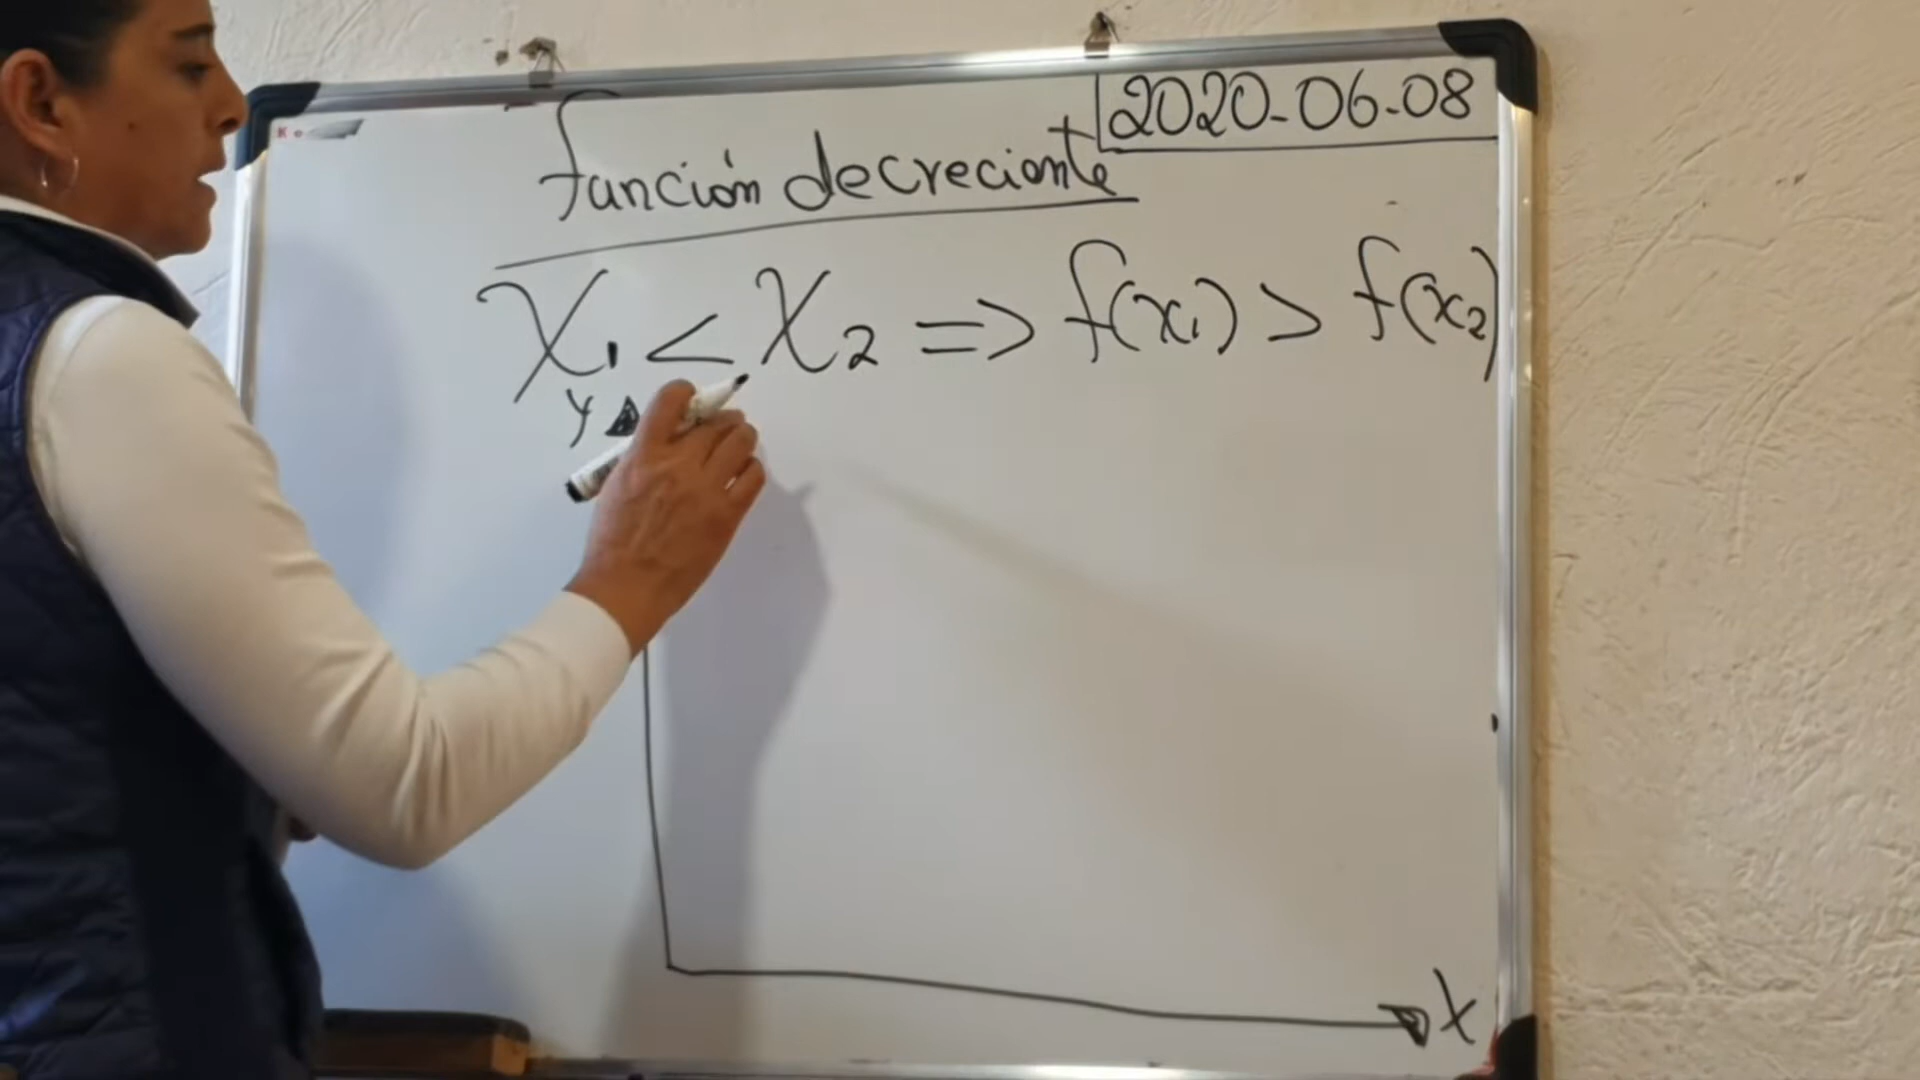 2020-06-08
función decreciente
X₁ < X₂ => f(x₁) > f(x₂)
y
X